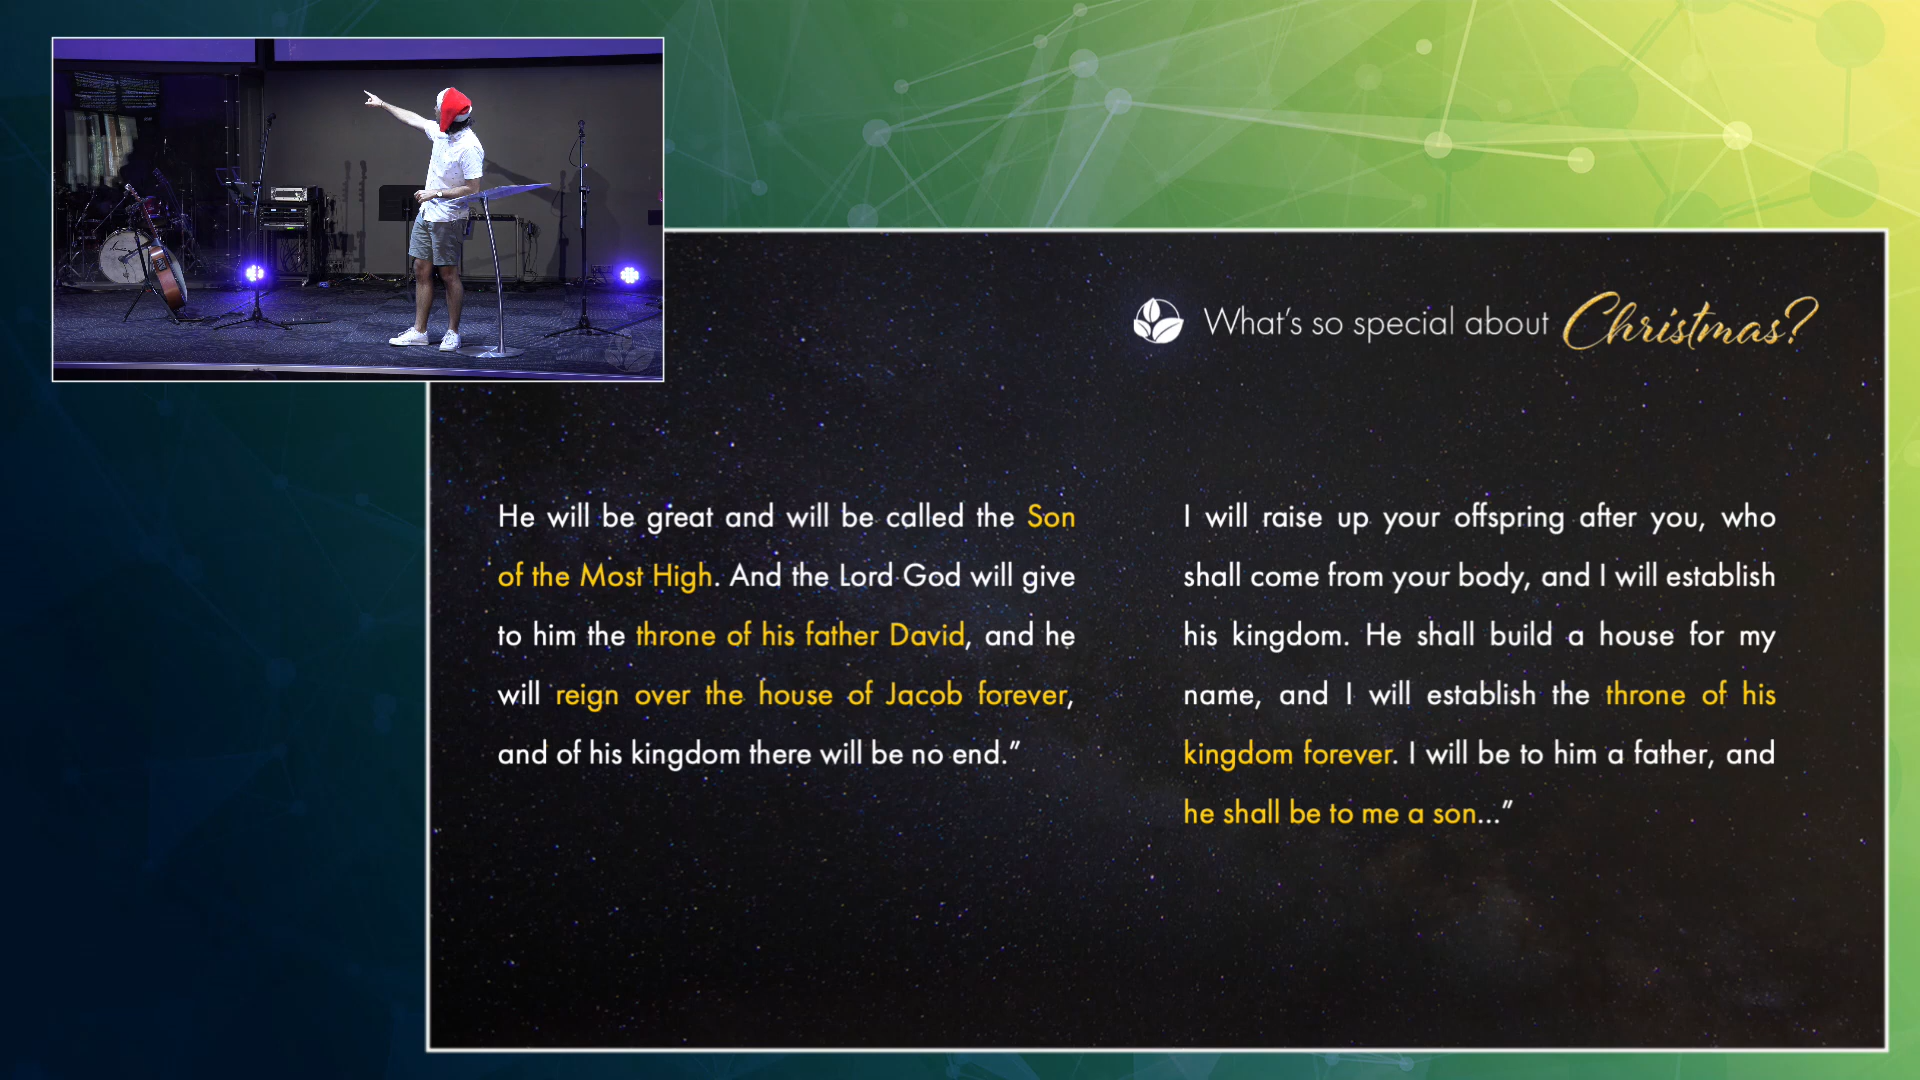 What's so special about Christmas?
He will be great and will be called the Son
of the Most High. And the Lord God will give
to him the throne of his father David, and he
will reign over the house of Jacob forever,
and of his kingdom there will be no end.”
I will raise up your offspring after you, who
shall come from your body, and I will establish
his kingdom. He shall build a house for my
name, and I will establish the throne of his
kingdom forever. I will be to him a father, and
he shall be to me a son...”